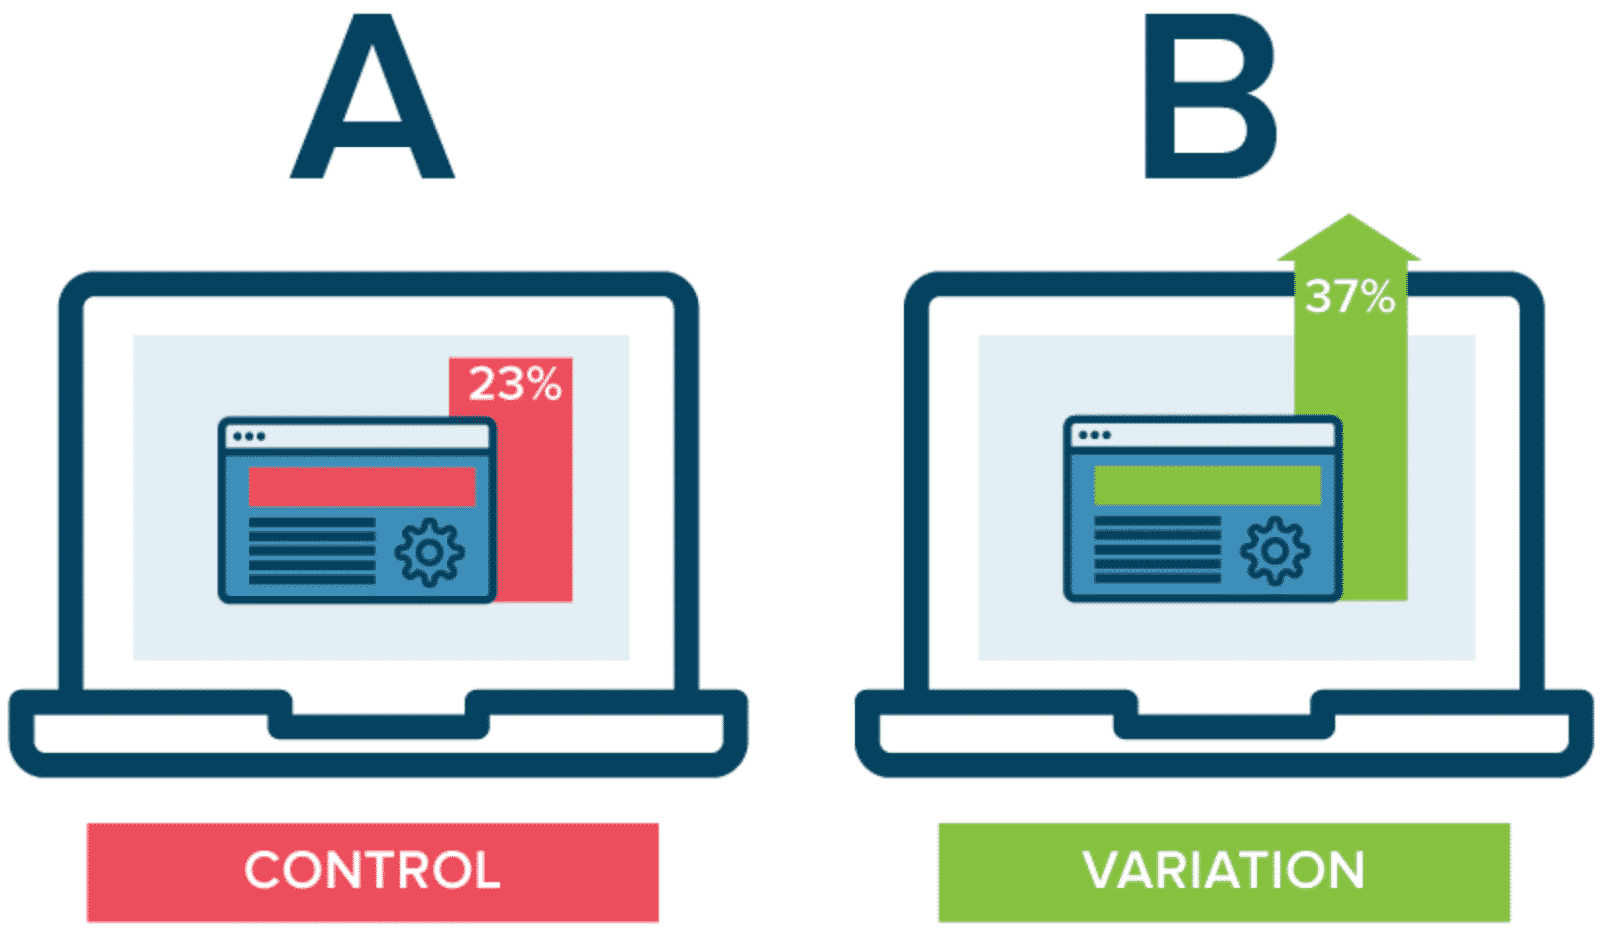 A
B
23%
37%
CONTROL
VARIATION